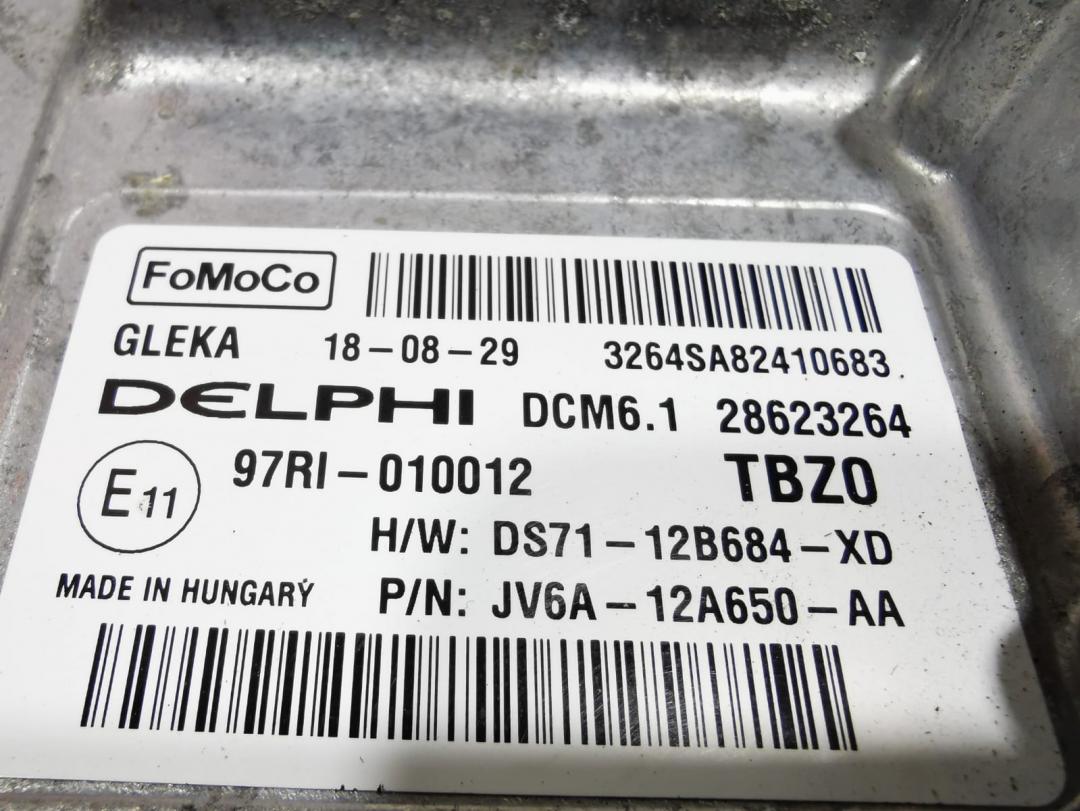 FoMoCo
GLEKA 18-08-29 3264SA82410683
DELPHI DCM6.1 28623264
E11 97RI-010012 TBZ0
H/W: DS71-12B684-XD
MADE IN HUNGARY P/N: JV6A-12A650-AA